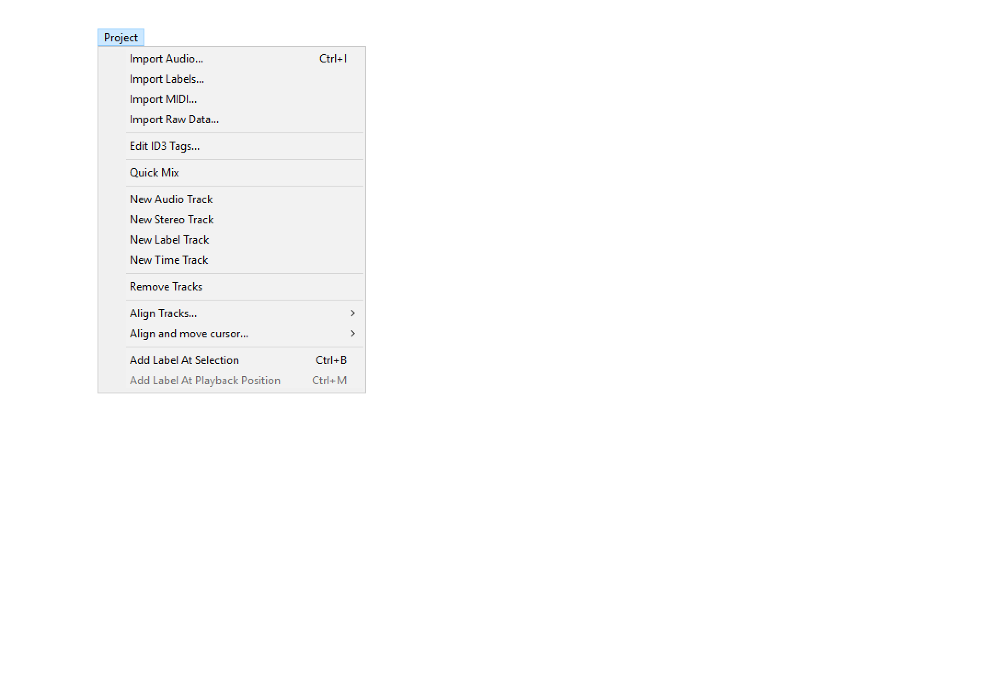 Project
Import Audio... Ctrl+I
Import Labels...
Import MIDI...
Import Raw Data...
Edit ID3 Tags...
Quick Mix
New Audio Track
New Stereo Track
New Label Track
New Time Track
Remove Tracks
Align Tracks...
Align and move cursor...
Add Label At Selection Ctrl+B
Add Label At Playback Position Ctrl+M